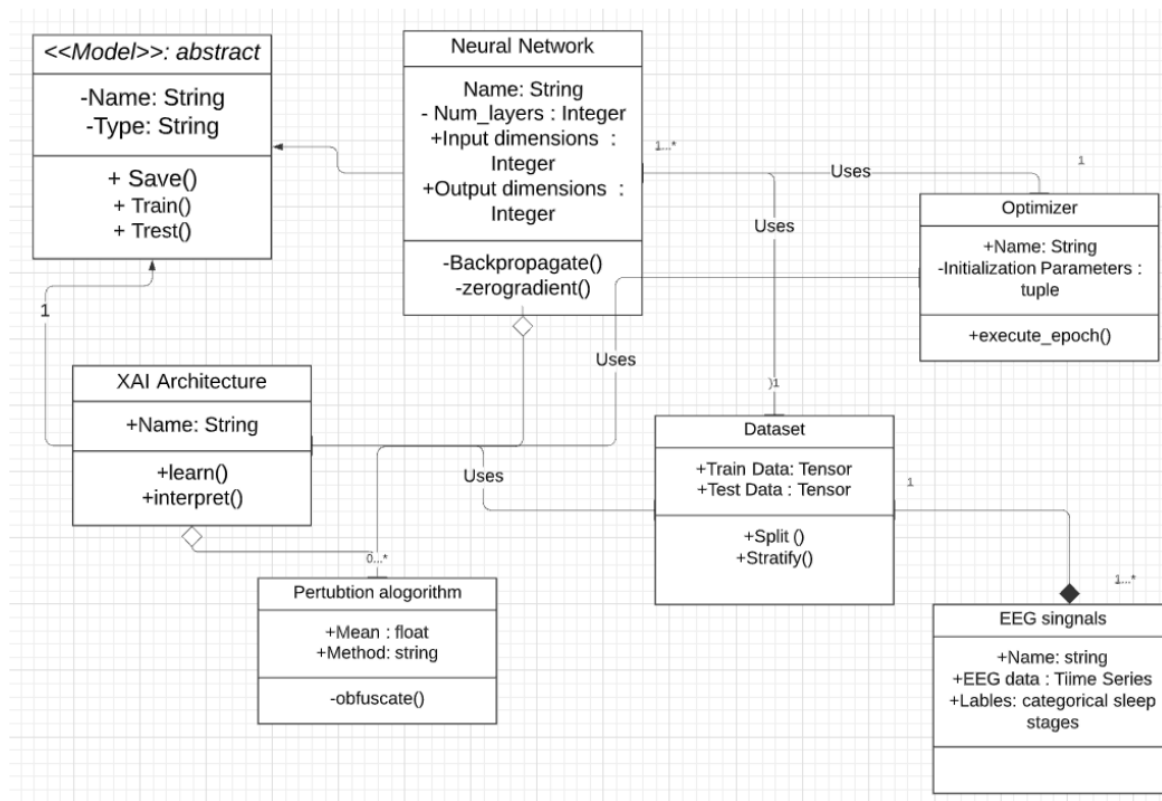 <<Model>>: abstract
-Name: String
-Type: String
+ Save()
+ Train()
+ Trest()
Neural Network
Name: String
- Num_layers : Integer
+Input dimensions :
Integer
+Output dimensions :
Integer
-Backpropagate()
-zerogradient()
1...*
Uses
1
Uses
Optimizer
+Name: String
-Initialization Parameters :
tuple
+execute_epoch()
1
Uses
XAI Architecture
+Name: String
+learn()
+interpret()
)1
Dataset
+Train Data: Tensor
+Test Data : Tensor
+Split ()
+Stratify()
Uses
1
0...*
Pertubtion alogorithm
+Mean : float
+Method: string
-obfuscate()
1...*
EEG singnals
+Name: string
+EEG data : Tiime Series
+Lables: categorical sleep
stages